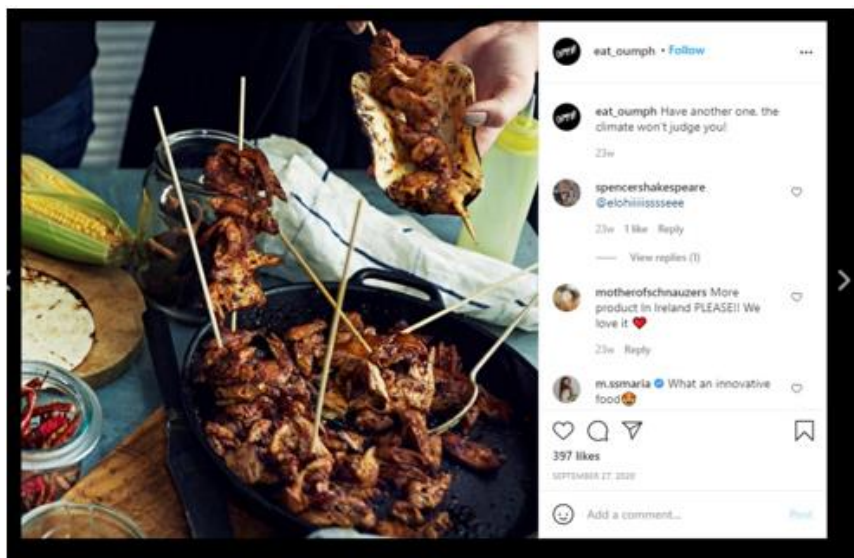 eat_oumph • Follow
eat_oumph Have another one, the
climate won't judge you!
23w
spencershakespeare
@elohiiiiissseee
23w 1 like Reply
View replies (1)
motherofschnauzers More
product In Ireland PLEASE!! We
love it ❤️
23w Reply
m.ssmaria What an innovative
food🤩
397 likes
SEPTEMBER 27, 2020
Add a comment...
Post